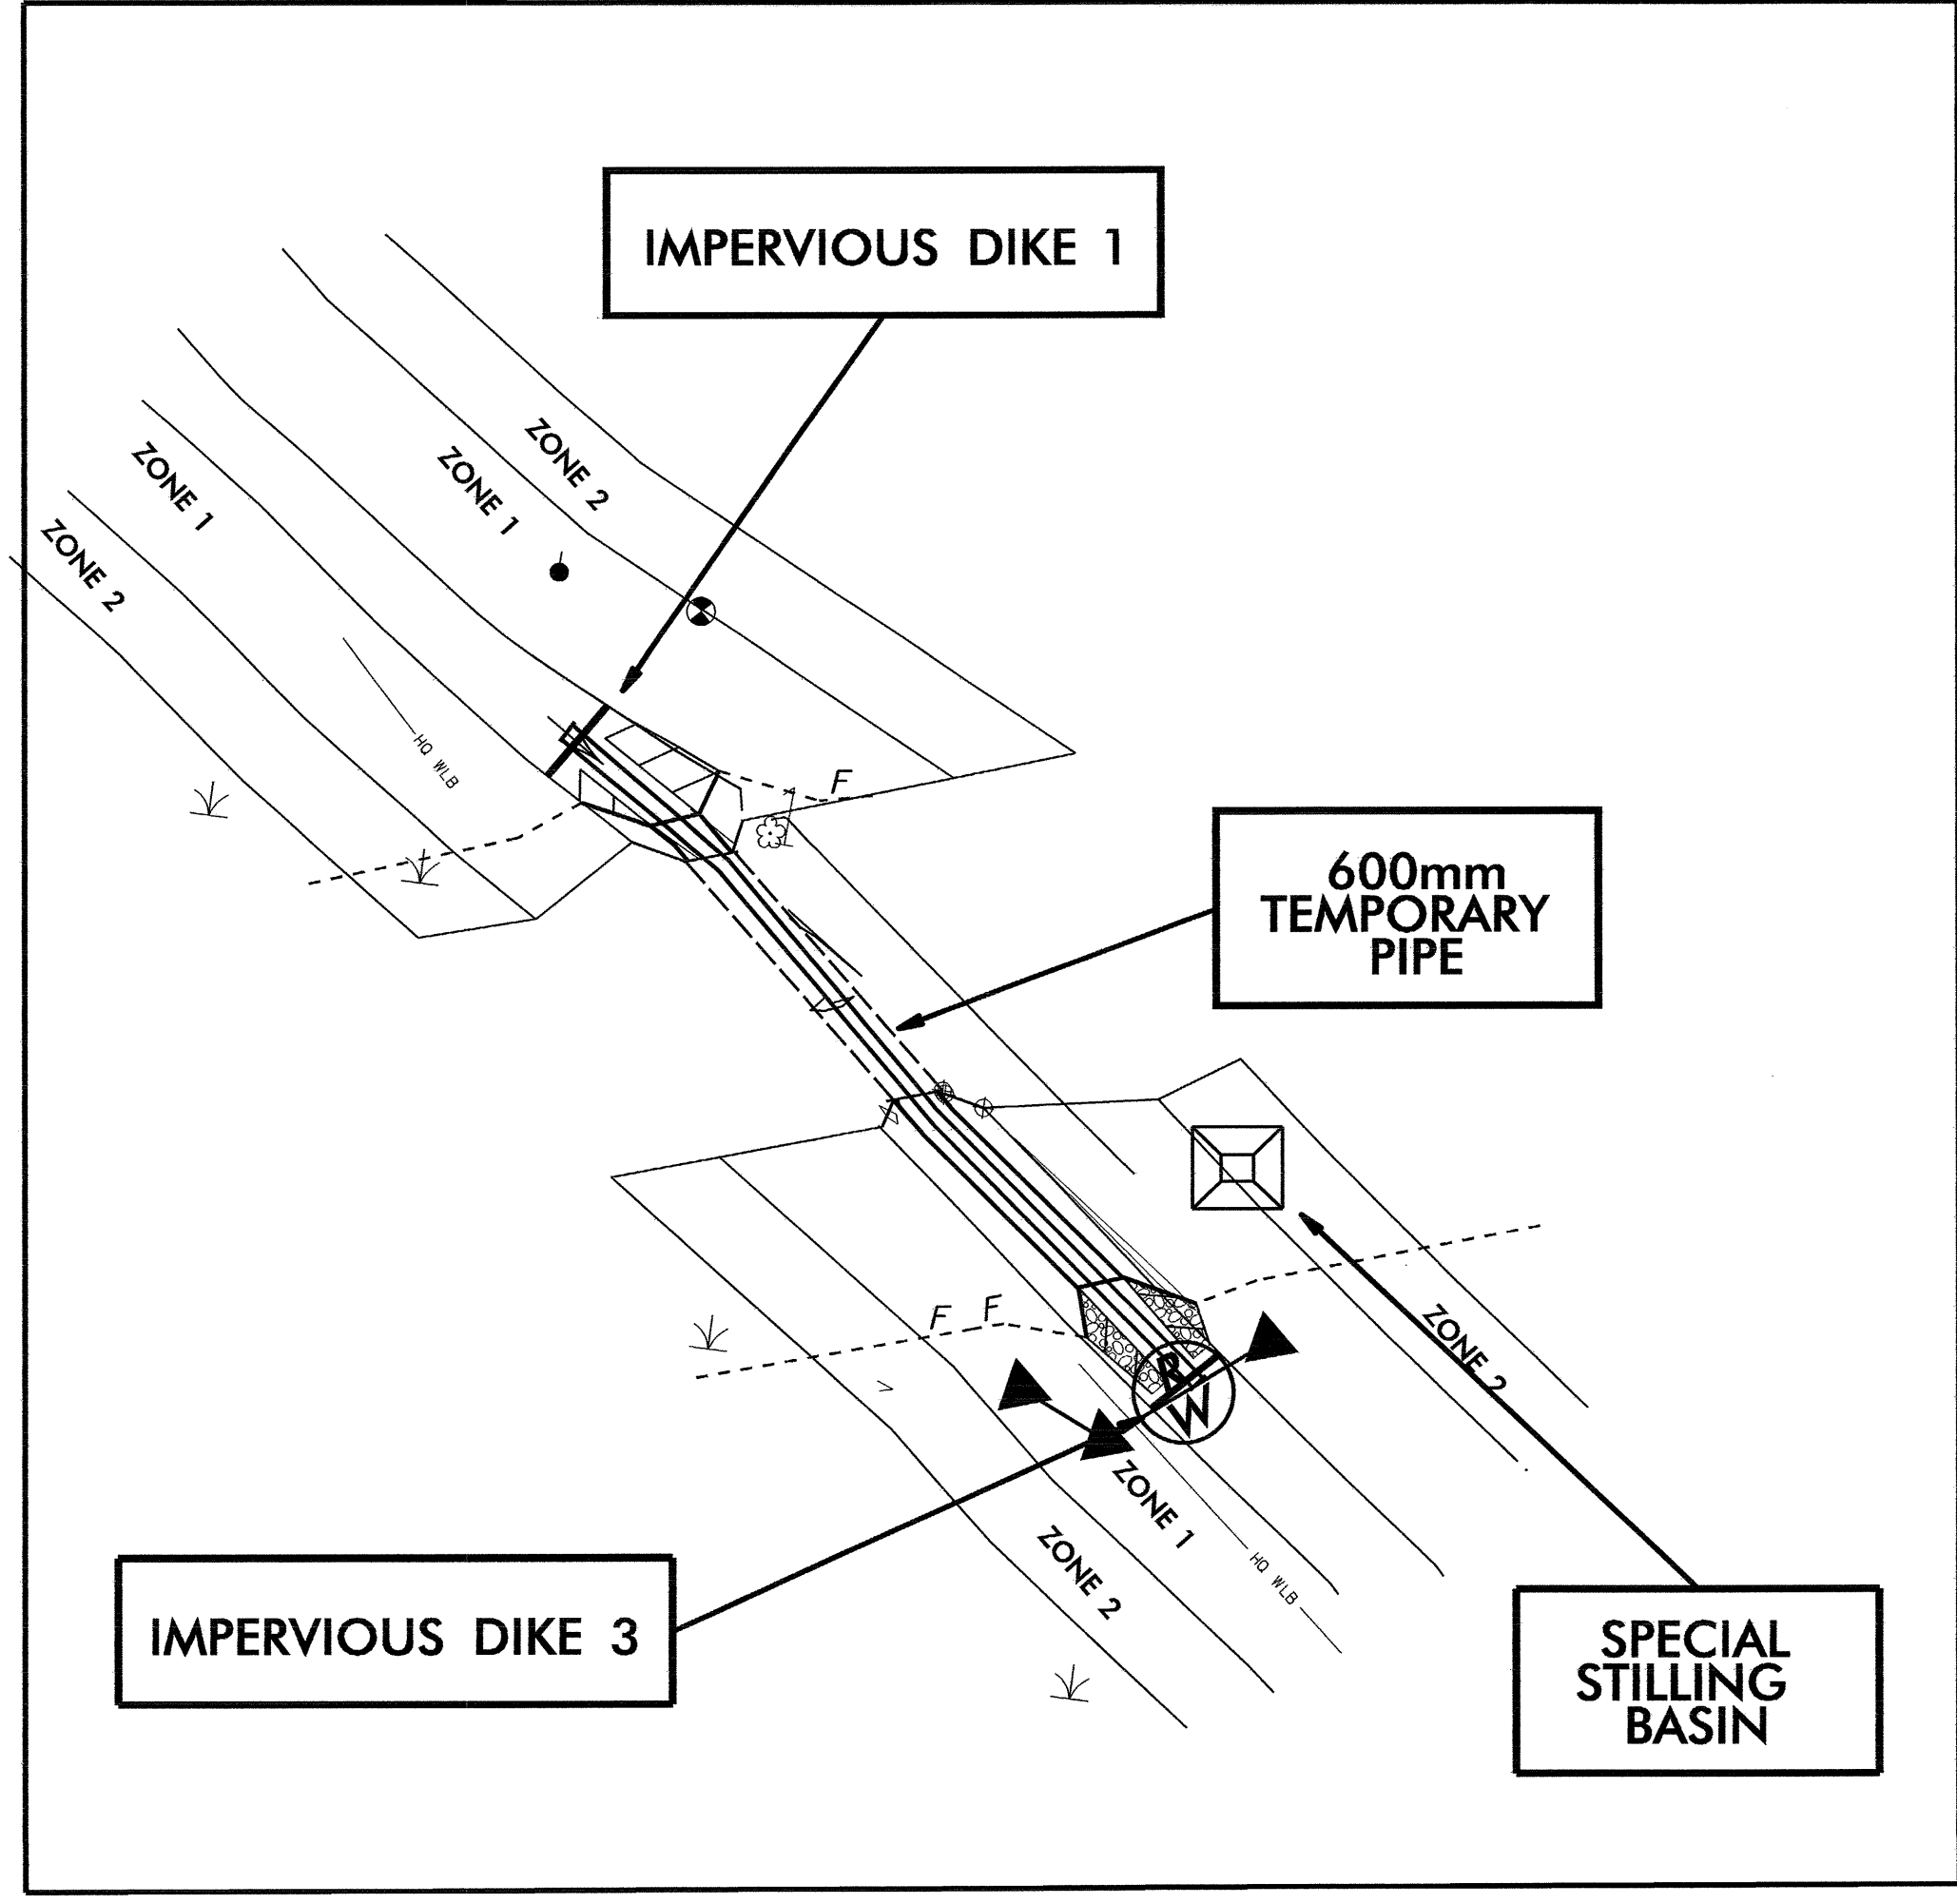 IMPERVIOUS DIKE 1
ZONE 2
ZONE 1
ZONE 1
ZONE 2
HQ WLB
F
600mm
TEMPORARY
PIPE
F F
ZONE 2
RW
ZONE 1
ZONE 2
HQ WLB
IMPERVIOUS DIKE 3
SPECIAL
STILLING
BASIN